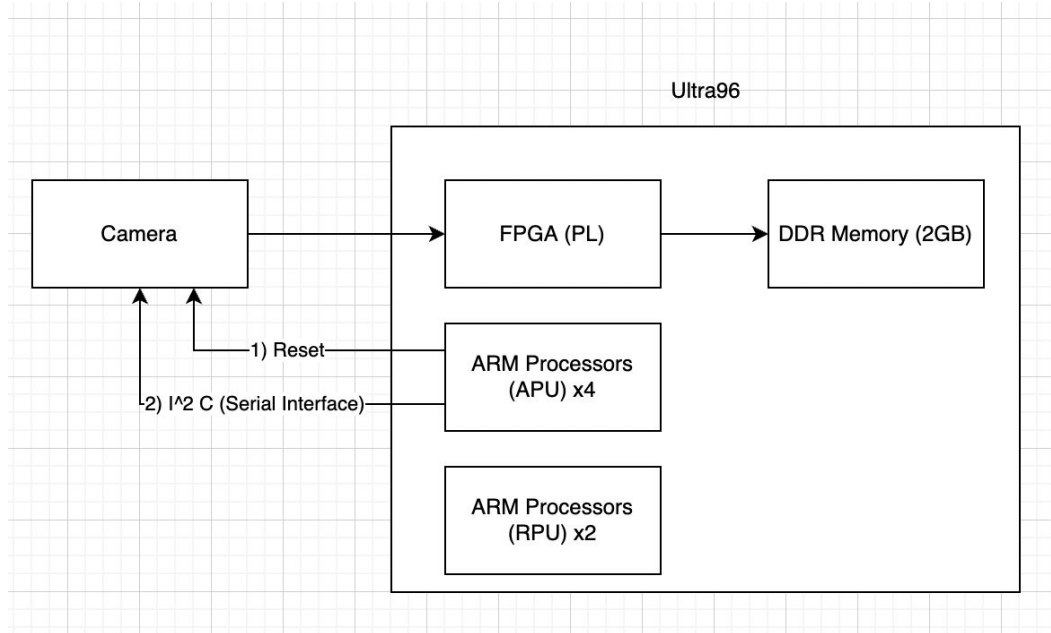 Ultra96
Camera
FPGA (PL)
DDR Memory (2GB)
1) Reset
ARM Processors
(APU) x4
2) I^2 C (Serial Interface)
ARM Processors
(RPU) x2